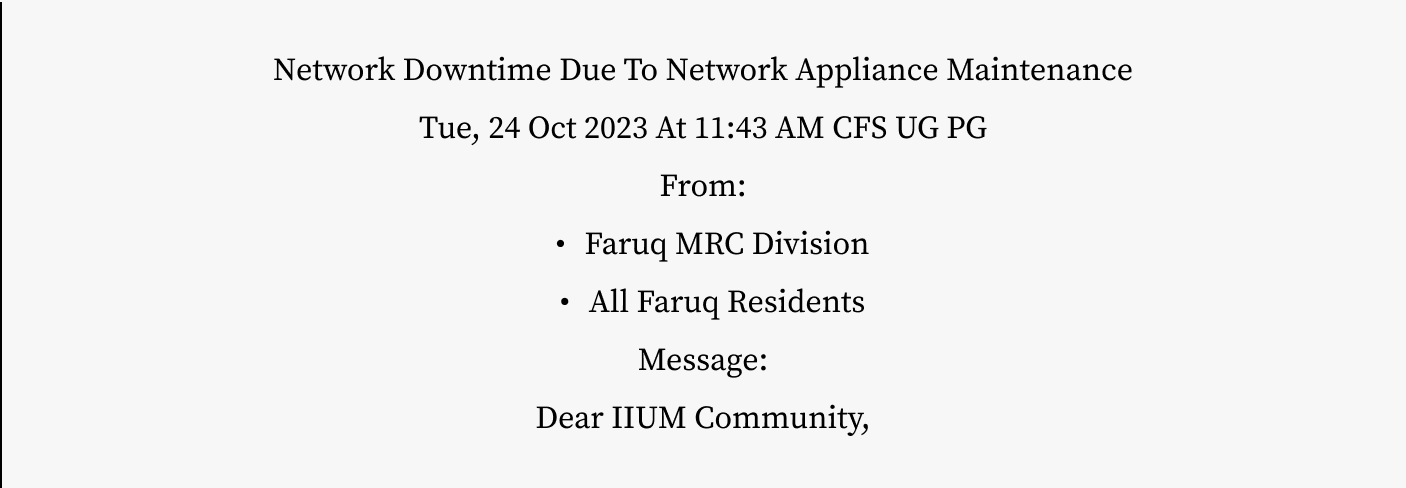 Network Downtime Due To Network Appliance Maintenance
Tue, 24 Oct 2023 At 11:43 AM CFS UG PG
From:
• Faruq MRC Division
• All Faruq Residents
Message:
Dear IIUM Community,